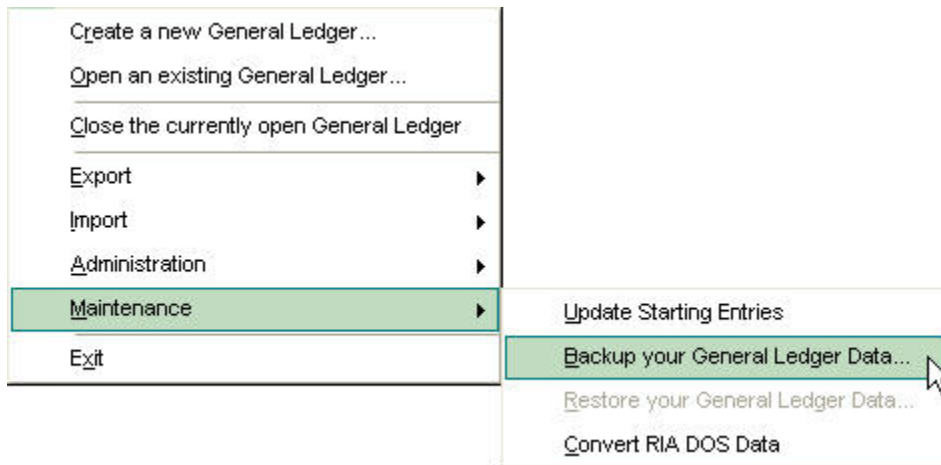 Create a new General Ledger...
Open an existing General Ledger...
Close the currently open General Ledger
Export
Import
Administration
Maintenance
Exit
Update Starting Entries
Backup your General Ledger Data...
Restore your General Ledger Data...
Convert RIA DOS Data